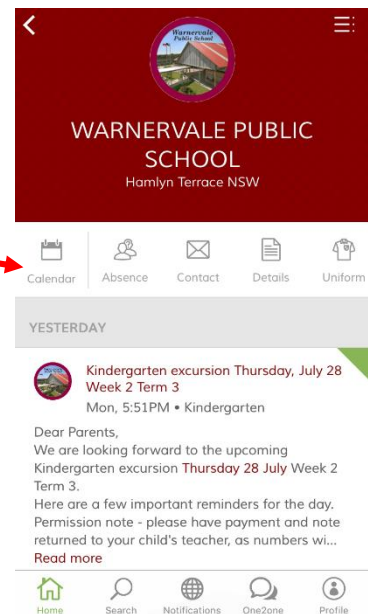 Warnervale
Public School
WARNERVALE PUBLIC
SCHOOL
Hamlyn Terrace NSW
Calendar Absence Contact Details Uniform
YESTERDAY
Kindergarten excursion Thursday, July 28
Week 2 Term 3
Mon, 5:51PM • Kindergarten
Dear Parents,
We are looking forward to the upcoming
Kindergarten excursion Thursday 28 July Week 2
Term 3.
Here are a few important reminders for the day.
Permission note - please have payment and note
returned to your child's teacher, as numbers wi...
Read more
Home Search Notifications One2one Profile